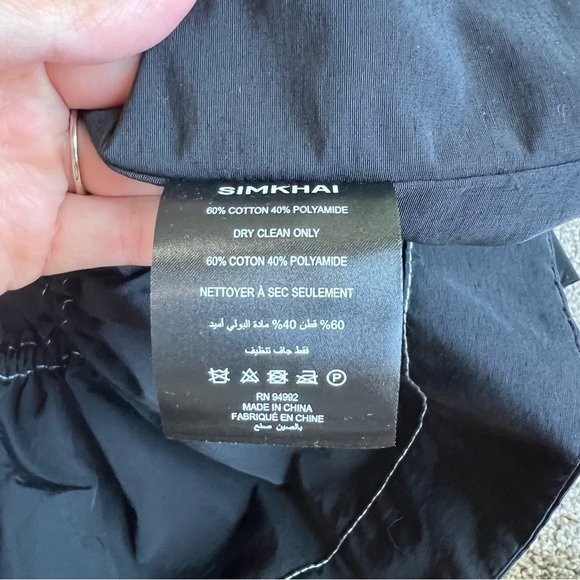 SIMKHAI
60% COTTON 40% POLYAMIDE
DRY CLEAN ONLY
60% COTON 40% POLYAMIDE
NETTOYER À SEC SEULEMENT
60% قطن 40% مادة البولي أميد
فقط جاف تنظيف
P
RN 94992
MADE IN CHINA
FABRIQUÉ EN CHINE
بالصين صنع